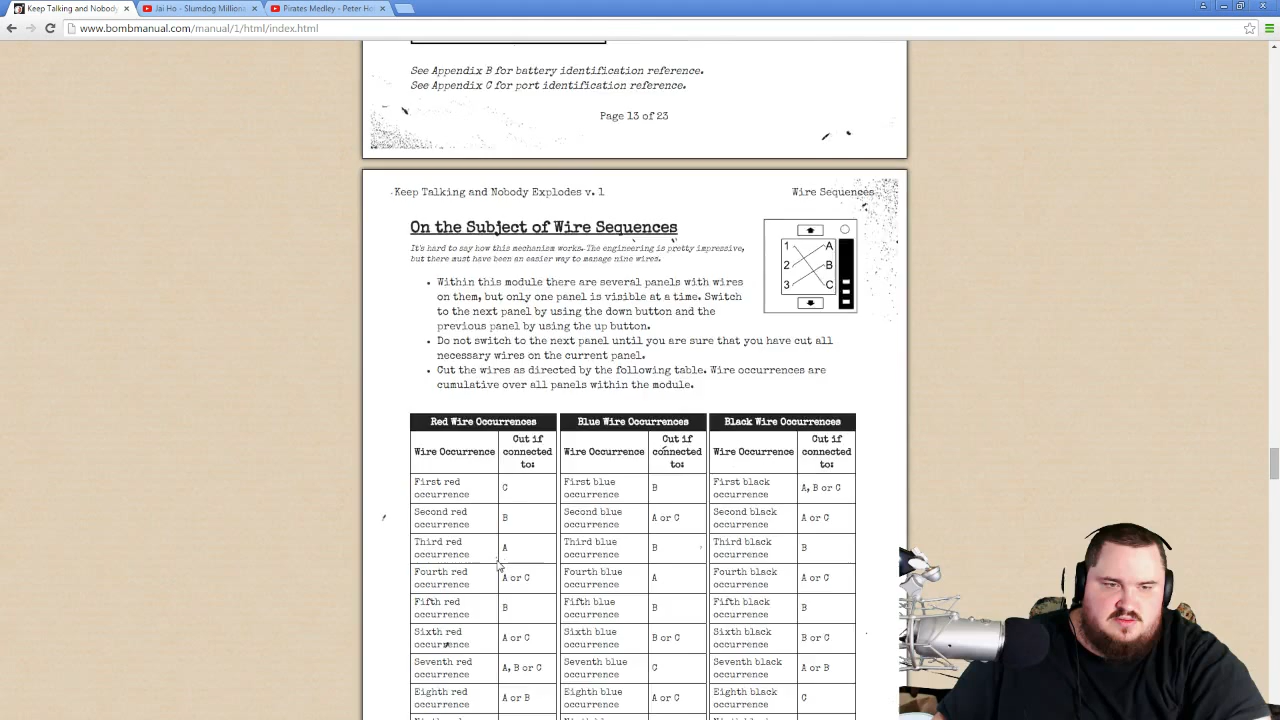 Keep Talking and Nobody
Jai Ho - Slumdog Million
Pirates Medley - Peter Ho
www.bombmanual.com/manual/1/html/index.html
See Appendix B for battery identification reference.
See Appendix C for port identification reference.
Page 13 of 23
Keep Talking and Nobody Explodes v. 1
Wire Sequences
On the Subject of Wire Sequences
It's hard to say how this mechanism works. The engineering is pretty impressive,
but there must have been an easier way to manage nine wires.
1 A
2 B
3 C
Within this module there are several panels with wires
on them, but only one panel is visible at a time. Switch
to the next panel by using the down button and the
previous panel by using the up button.
Do not switch to the next panel until you are sure that you have cut all
necessary wires on the current panel.
Cut the wires as directed by the following table. Wire occurrences are
cumulative over all panels within the module.
Red Wire Occurrences
Wire Occurrence
Cut if
connected
to:
First red
occurrence
C
Second red
occurrence
B
Third red
occurrence
A
Fourth red
occurrence
A or C
Fifth red
occurrence
B
Sixth red
occurrence
A or C
Seventh red
occurrence
A, B or C
Eighth red
occurrence
A or B
Blue Wire Occurrences
Wire Occurrence
Cut if
connected
to:
First blue
occurrence
B
Second blue
occurrence
A or C
Third blue
occurrence
B
Fourth blue
occurrence
A
Fifth blue
occurrence
B
Sixth blue
occurrence
B or C
Seventh blue
occurrence
C
Eighth blue
occurrence
A or C
Black Wire Occurrences
Wire Occurrence
Cut if
connected
to:
First black
occurrence
A, B or C
Second black
occurrence
A or C
Third black
occurrence
B
Fourth black
occurrence
A or C
Fifth black
occurrence
B
Sixth black
occurrence
B or C
Seventh black
occurrence
A or B
Eighth black
occurrence
C